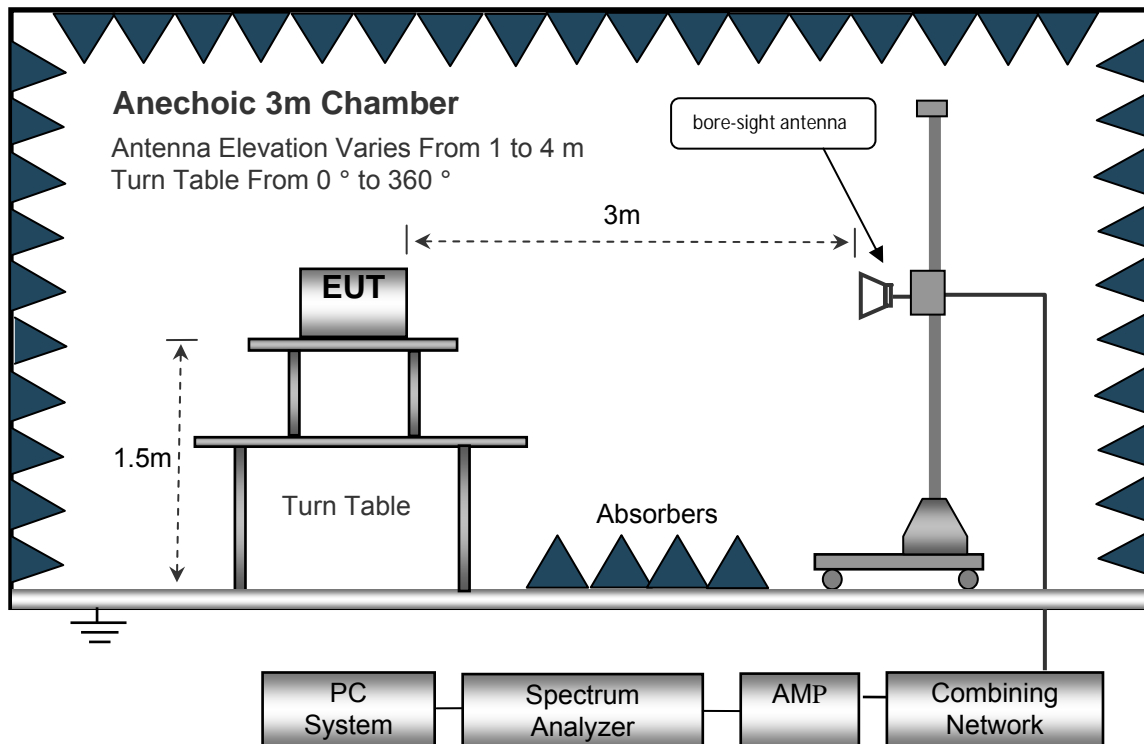 Anechoic 3m Chamber
Antenna Elevation Varies From 1 to 4 m
Turn Table From 0 ° to 360 °
bore-sight antenna
3m
EUT
1.5m
Turn Table
Absorbers
PC
System
Spectrum
Analyzer
AMP
Combining
Network